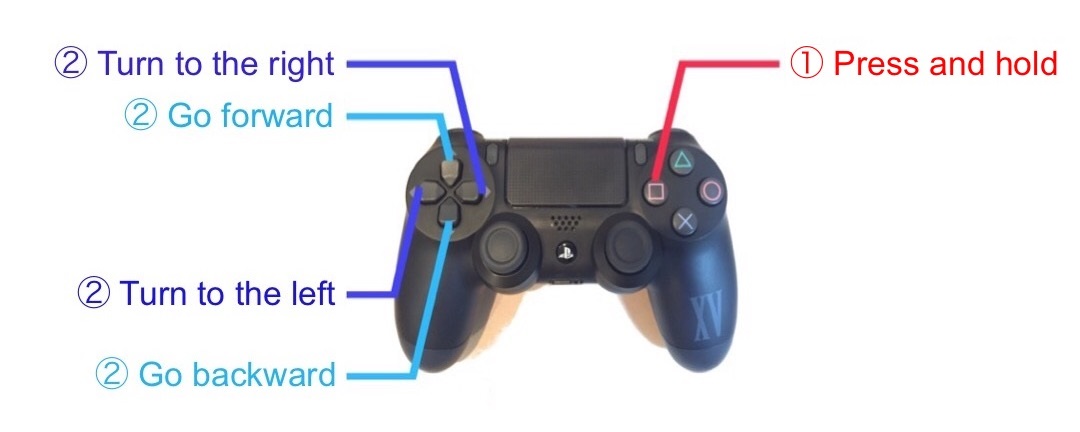 ② Turn to the right
① Press and hold
② Go forward
XV
② Turn to the left
② Go backward